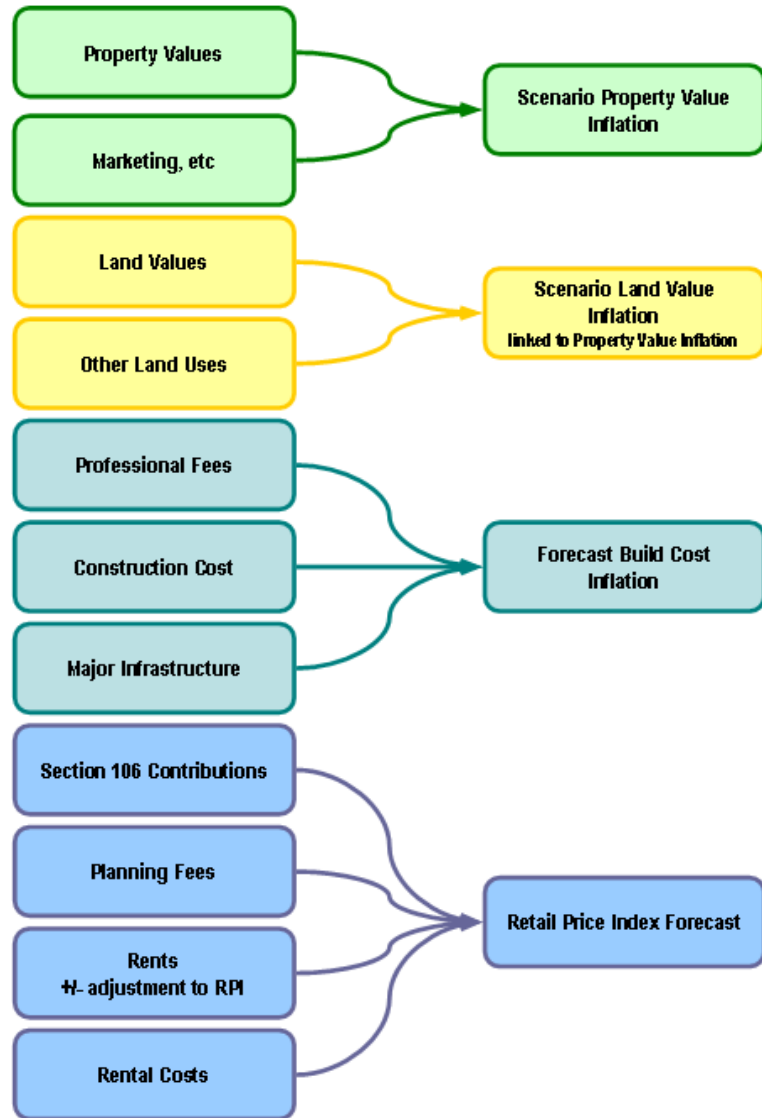 Property Values
Scenario Property Value
Inflation
Marketing, etc
Land Values
Scenario Land Value
Inflation
linked to Property Value Inflation
Other Land Uses
Professional Fees
Construction Cost
Forecast Build Cost
Inflation
Major Infrastructure
Section 106 Contributions
Planning Fees
Retail Price Index Forecast
Rents
+/- adjustment to RPI
Rental Costs